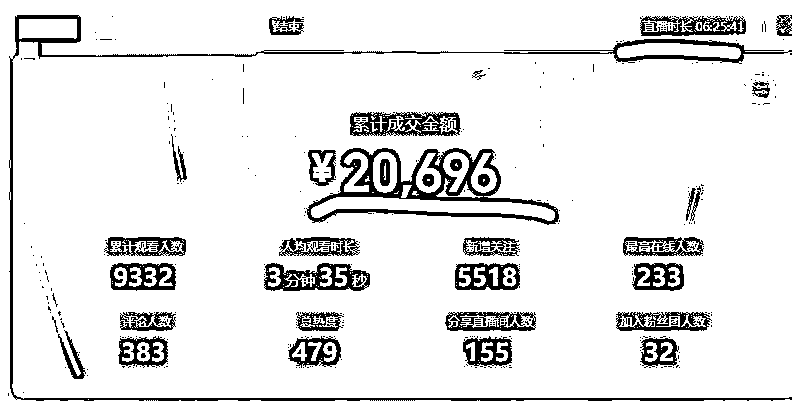 结束
直播时长 06:25:41
累计成交金额
¥20,696
累计观看人数
人均观看时长
新增关注
最高在线人数
9332
3分钟35秒
5518
233
评论人数
总热度
分享直播间人数
加入粉丝团人数
383
479
155
32